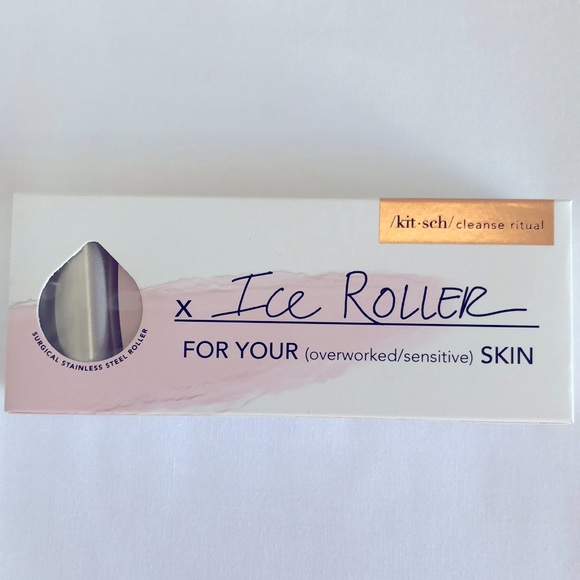 /kit·sch/ cleanse ritual
x Ice ROLLER
FOR YOUR (overworked/sensitive) SKIN
SURGICAL STAINLESS STEEL ROLLER